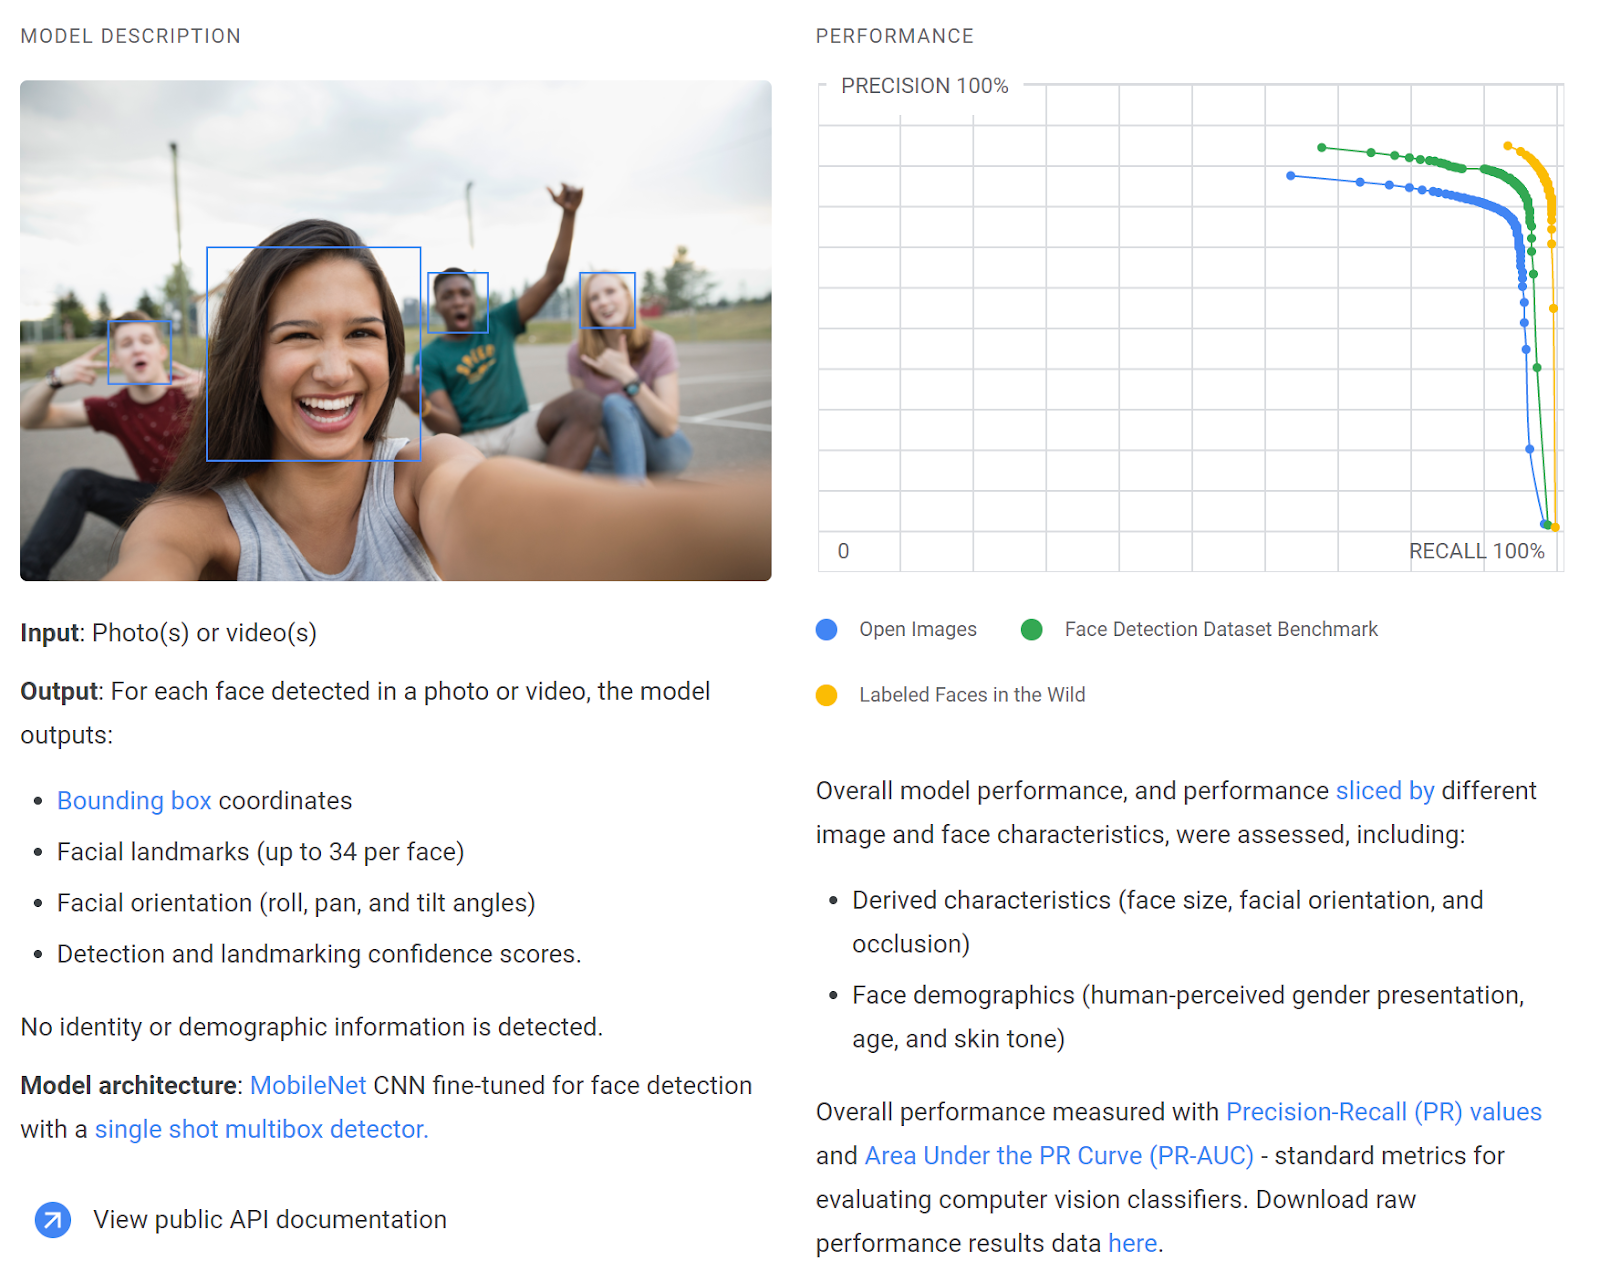 MODEL DESCRIPTION
Input: Photo(s) or video(s)
Output: For each face detected in a photo or video, the model
outputs:
• Bounding box coordinates
• Facial landmarks (up to 34 per face)
• Facial orientation (roll, pan, and tilt angles)
• Detection and landmarking confidence scores.
No identity or demographic information is detected.
Model architecture: MobileNet CNN fine-tuned for face detection
with a single shot multibox detector.
View public API documentation
PERFORMANCE
PRECISION 100%
0
RECALL 100%
Open Images
Face Detection Dataset Benchmark
Labeled Faces in the Wild
Overall model performance, and performance sliced by different
image and face characteristics, were assessed, including:
• Derived characteristics (face size, facial orientation, and
occlusion)
• Face demographics (human-perceived gender presentation,
age, and skin tone)
Overall performance measured with Precision-Recall (PR) values
and Area Under the PR Curve (PR-AUC) - standard metrics for
evaluating computer vision classifiers. Download raw
performance results data here.